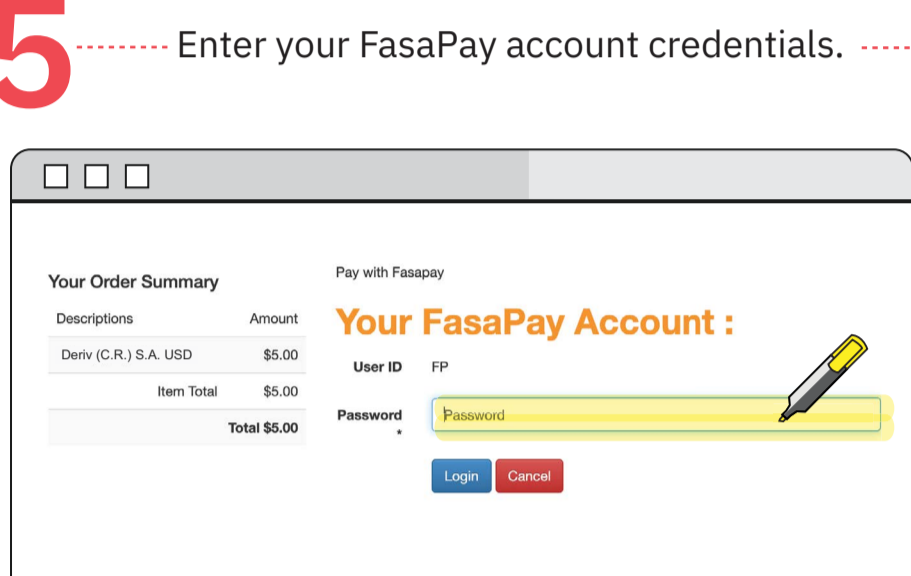 5
Enter your FasaPay account credentials.
Your Order Summary
Descriptions Amount
Deriv (C.R.) S.A. USD $5.00
Item Total $5.00
Total $5.00
Pay with Fasapay
Your FasaPay Account :
User ID FP
Password
*
Password
Login Cancel